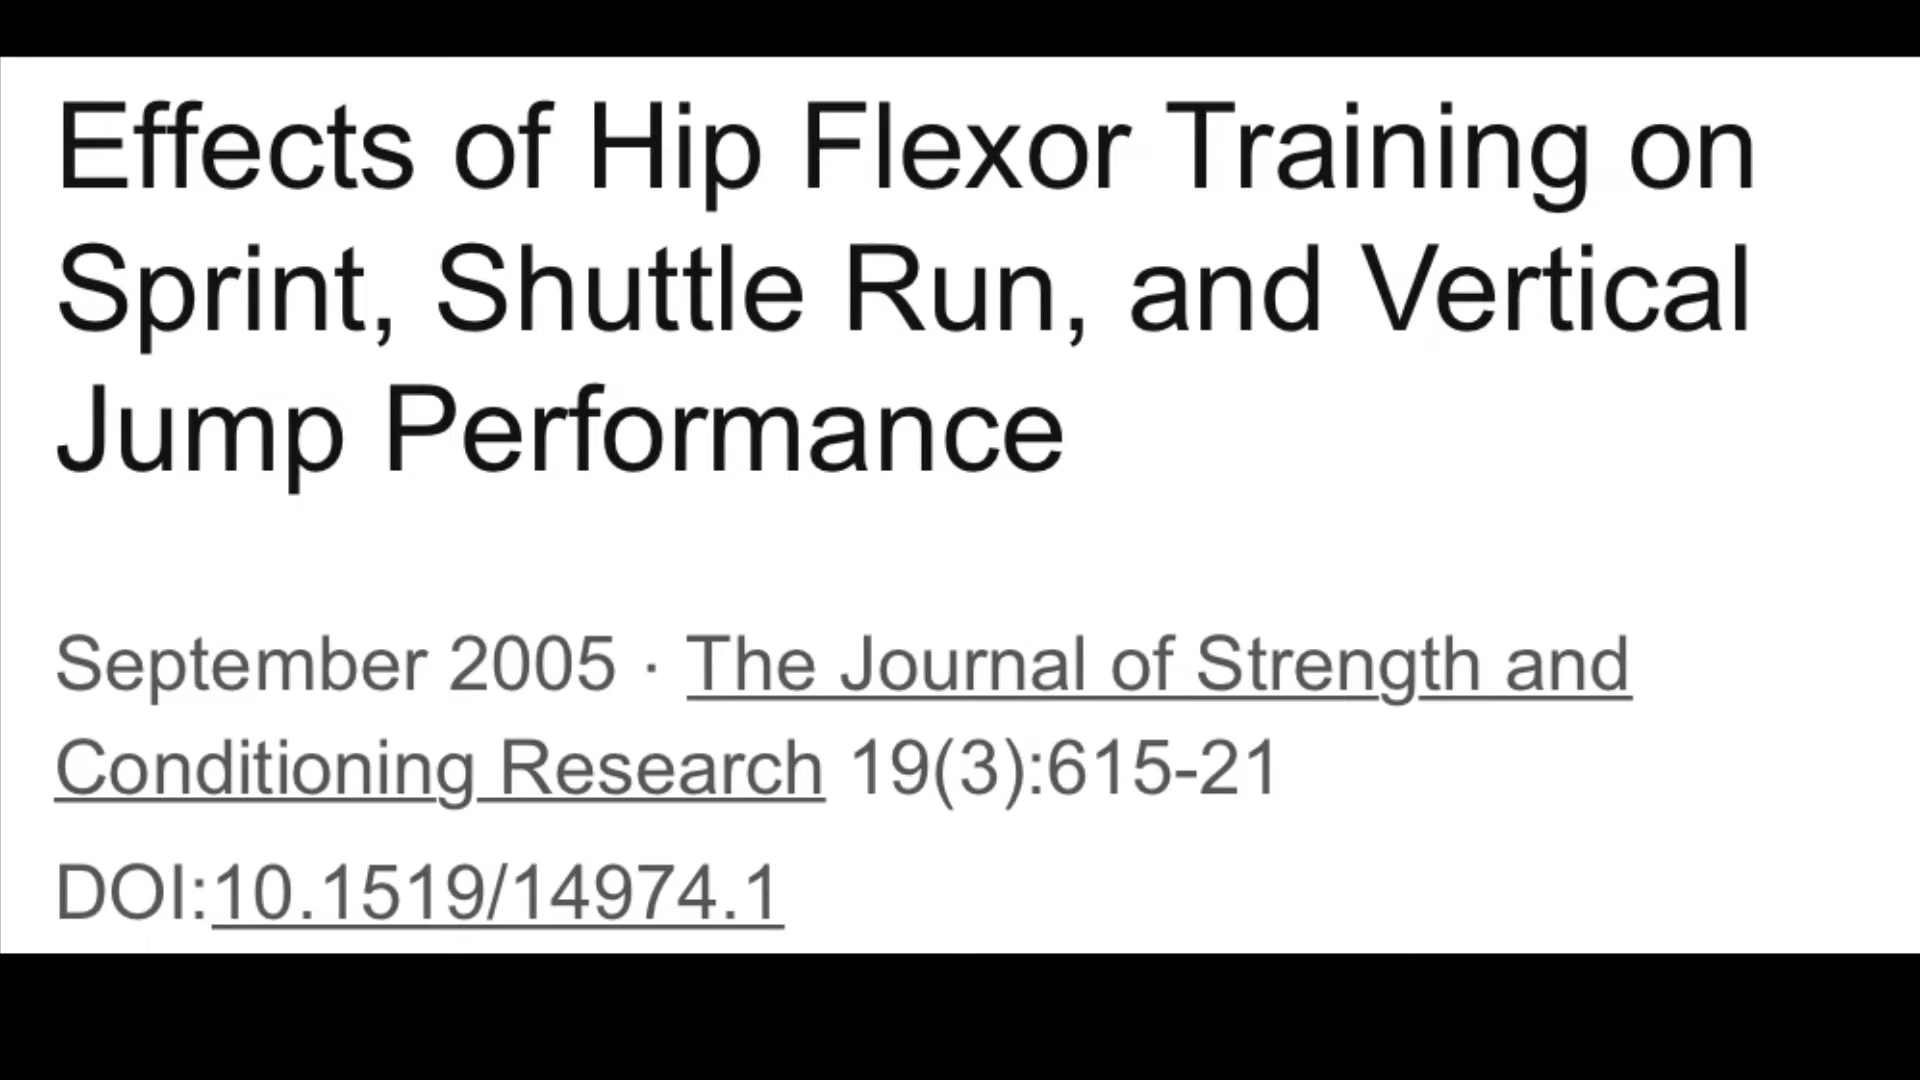 Effects of Hip Flexor Training on
Sprint, Shuttle Run, and Vertical
Jump Performance
September 2005 · The Journal of Strength and
Conditioning Research 19(3):615-21
DOI:10.1519/14974.1